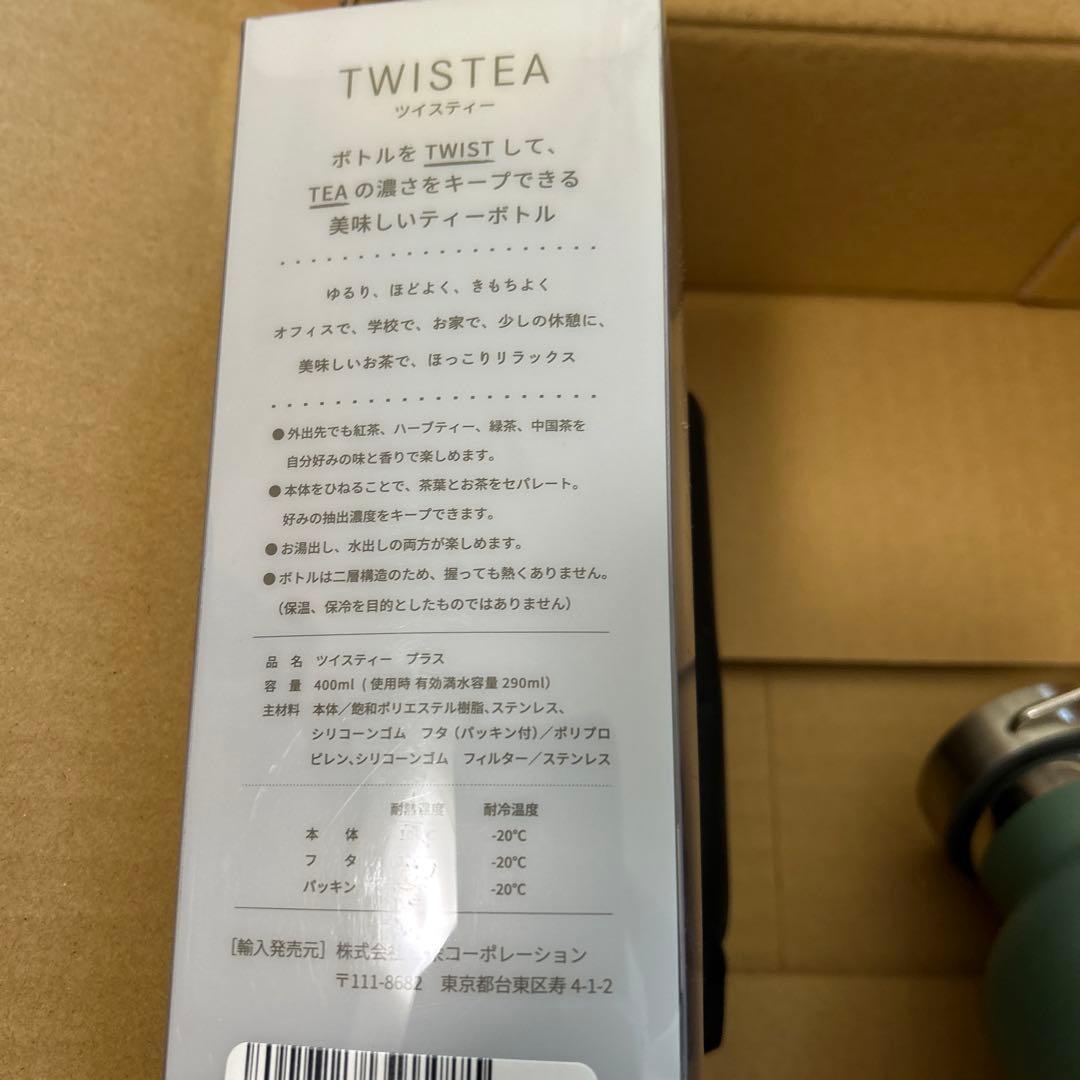 TWISTEA
ツイスティー
ボトルを TWIST して、
TEA の濃さをキープできる
美味しいティーボトル
ゆるり、ほどよく、きもちよく
オフィスで、学校で、お家で、少しの休憩に、
美味しいお茶で、ほっこりリラックス
●外出先でも紅茶、ハーブティー、緑茶、中国茶を
自分好みの味と香りで楽しめます。
●本体をひねることで、茶葉とお茶をセパレート。
好みの抽出濃度をキープできます。
●お湯出し、水出しの両方が楽しめます。
●ボトルは二層構造のため、握っても熱くありません。
（保温、保冷を目的としたものではありません）
品 名 ツイスティー プラス
容 量 400ml（使用時 有効満水容量 290ml）
主材料 本体／飽和ポリエステル樹脂、ステンレス、
シリコーンゴム フタ（パッキン付）／ポリプロ
ピレン、シリコーンゴム フィルター／ステンレス
耐熱温度 耐冷温度
本 体 -20℃
フ タ -20℃
パッキン -20℃
［輸入発売元］ 株式会 コーポレーション
〒111-8682 東京都台東区寿 4-1-2